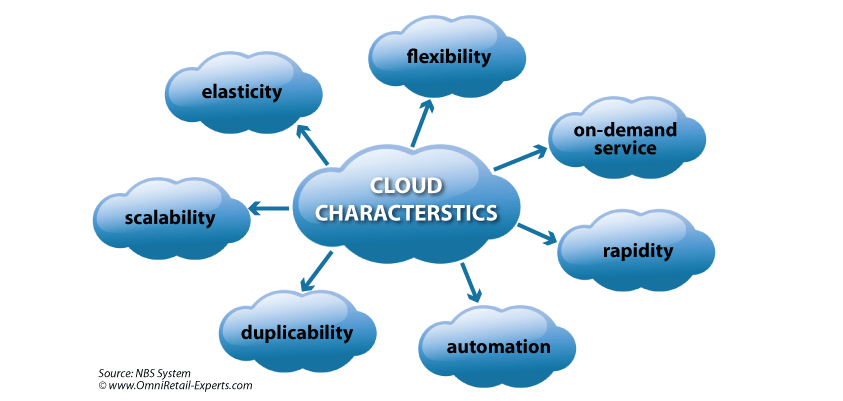 flexibility
elasticity
on-demand
service
CLOUD
CHARACTERSTICS
scalability
rapidity
duplicability
automation
Source: NBS System
© www.OmniRetail-Experts.com